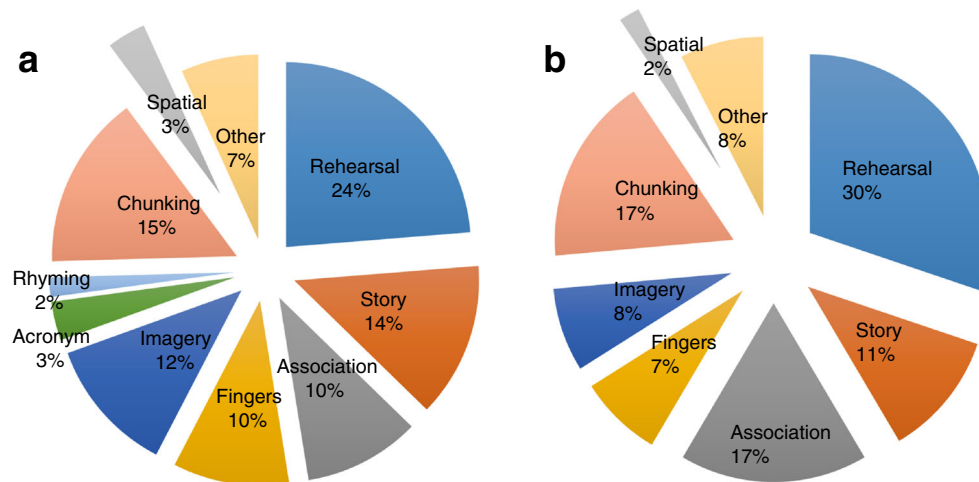 a
Spatial
3%
Other
7%
Rehearsal
24%
Chunking
15%
Rhyming
2%
Acronym
3%
Imagery
12%
Story
14%
Association
10%
Fingers
10%
b
Spatial
2%
Other
8%
Rehearsal
30%
Chunking
17%
Imagery
8%
Fingers
7%
Story
11%
Association
17%